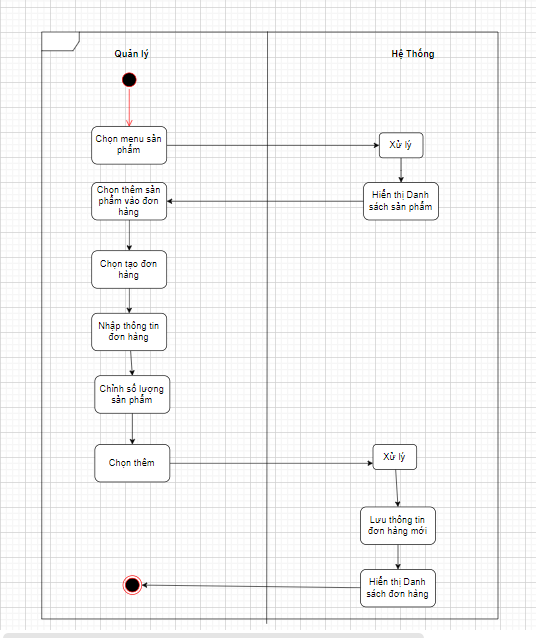 Quản lý
Hệ Thống
Chọn menu sản
phẩm
Xử lý
Chọn thêm sản
phẩm vào đơn
hàng
Hiển thị Danh
sách sản phẩm
Chọn tạo đơn
hàng
Nhập thông tin
đơn hàng
Chỉnh số lượng
sản phẩm
Chọn thêm
Xử lý
Lưu thông tin
đơn hàng mới
Hiển thị Danh
sách đơn hàng